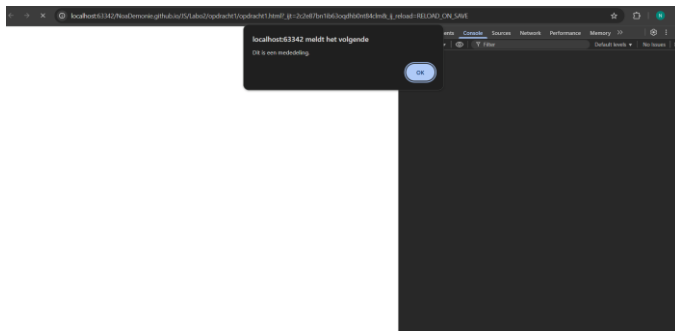 localhost:63342/NoaDemonie.github.io/JS/Labo2/opdracht1/opdracht1.html?_ijt=2c2e87bn1b63oqdhb0nt84clm&_ij_reload=RELOAD_ON_SAVE
localhost:63342 meldt het volgende
Dit is een mededeling.
OK
Console Sources Network Performance Memory
Filter Default levels ▾ No Issues